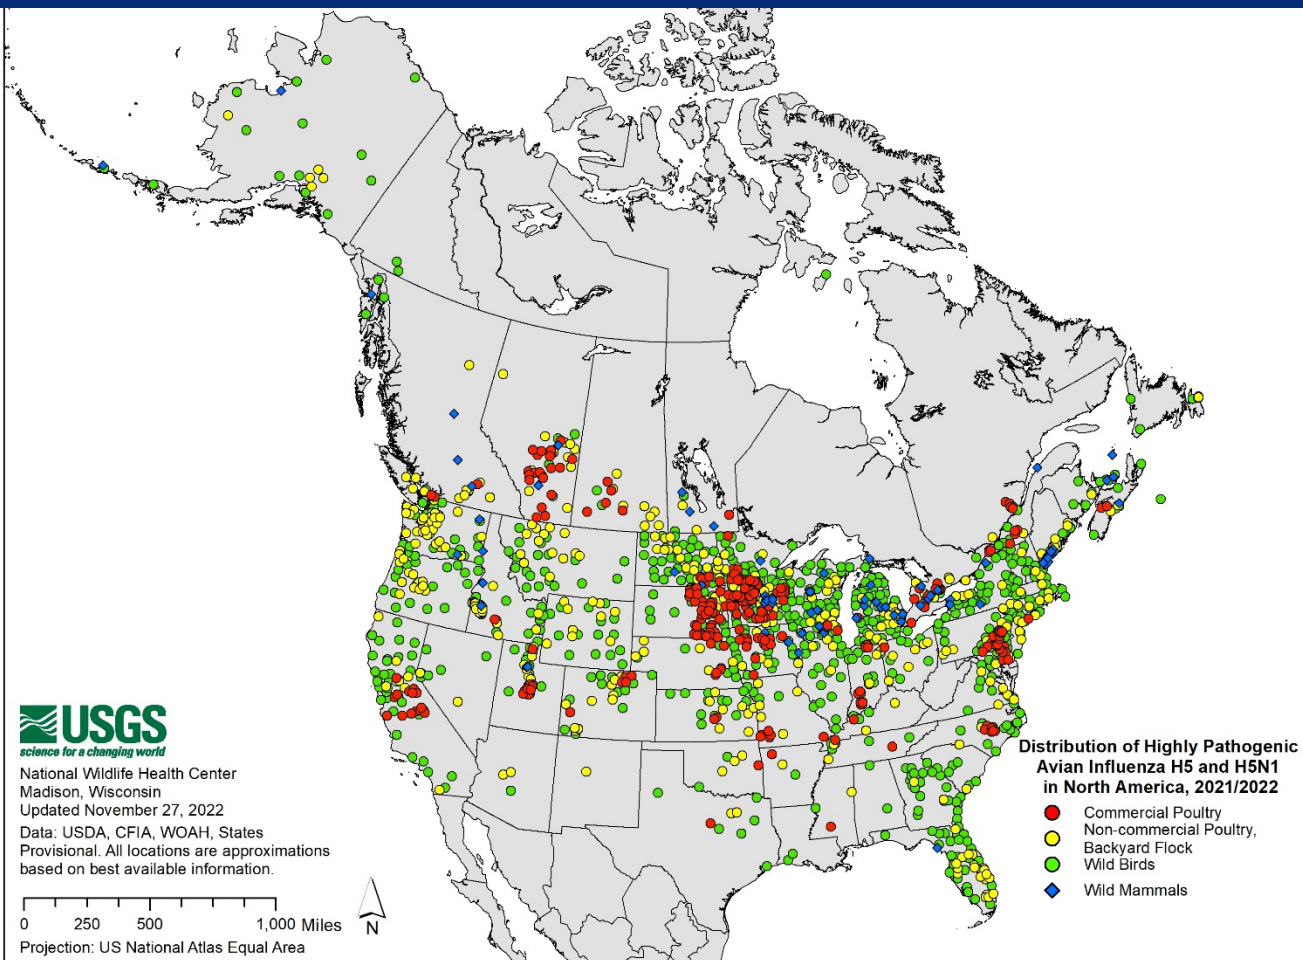 USGS
science for a changing world
National Wildlife Health Center
Madison, Wisconsin
Updated November 27, 2022
Data: USDA, CFIA, WOAH, States
Provisional. All locations are approximations
based on best available information.
0 250 500 1,000 Miles
N
Projection: US National Atlas Equal Area
Distribution of Highly Pathogenic
Avian Influenza H5 and H5N1
in North America, 2021/2022
Commercial Poultry
Non-commercial Poultry,
Backyard Flock
Wild Birds
Wild Mammals